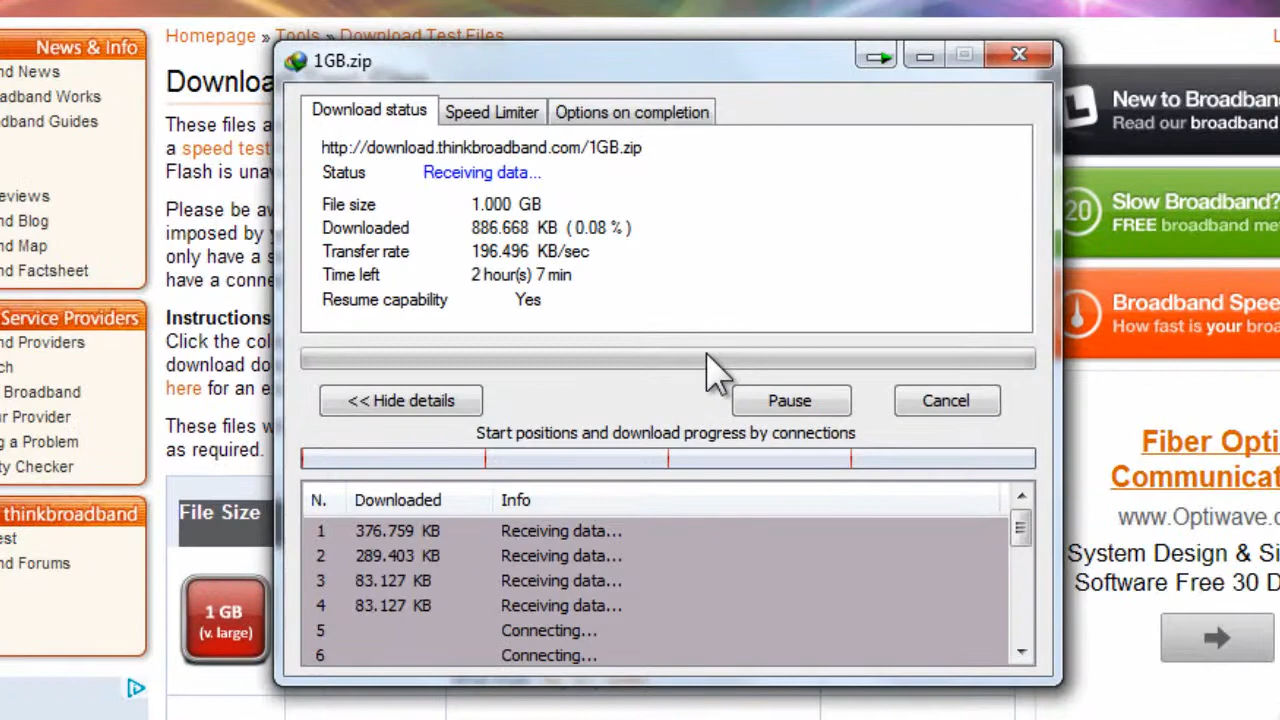 News & Info
nd News
adband Works
dband Guides
eviews
nd Blog
nd Map
nd Factsheet
Service Providers
nd Providers
ch
Broadband
ur Provider
g a Problem
ty Checker
thinkbroadband
est
nd Forums
Homepage » Tools » Download Test Files
Downloa
These files a
a speed test
Flash is una
Please be aw
imposed by y
only have a s
have a conne
Instructions
Click the col
download do
here for an e
These files w
as required.
File Size
1 GB
(v. large)
1GB.zip
Download status
Speed Limiter
Options on completion
http://download.thinkbroadband.com/1GB.zip
Status Receiving data...
File size 1.000 GB
Downloaded 886.668 KB ( 0.08 % )
Transfer rate 196.496 KB/sec
Time left 2 hour(s) 7 min
Resume capability Yes
<< Hide details
Pause
Cancel
Start positions and download progress by connections
N. Downloaded Info
1 376.759 KB Receiving data...
2 289.403 KB Receiving data...
3 83.127 KB Receiving data...
4 83.127 KB Receiving data...
5 Connecting...
6 Connecting...
L
New to Broadban
Read our broadband
20
Slow Broadband?
FREE broadband me
Broadband Spee
How fast is your broa
Fiber Opti
Communicat
www.Optiwave.c
System Design & Si
Software Free 30 D